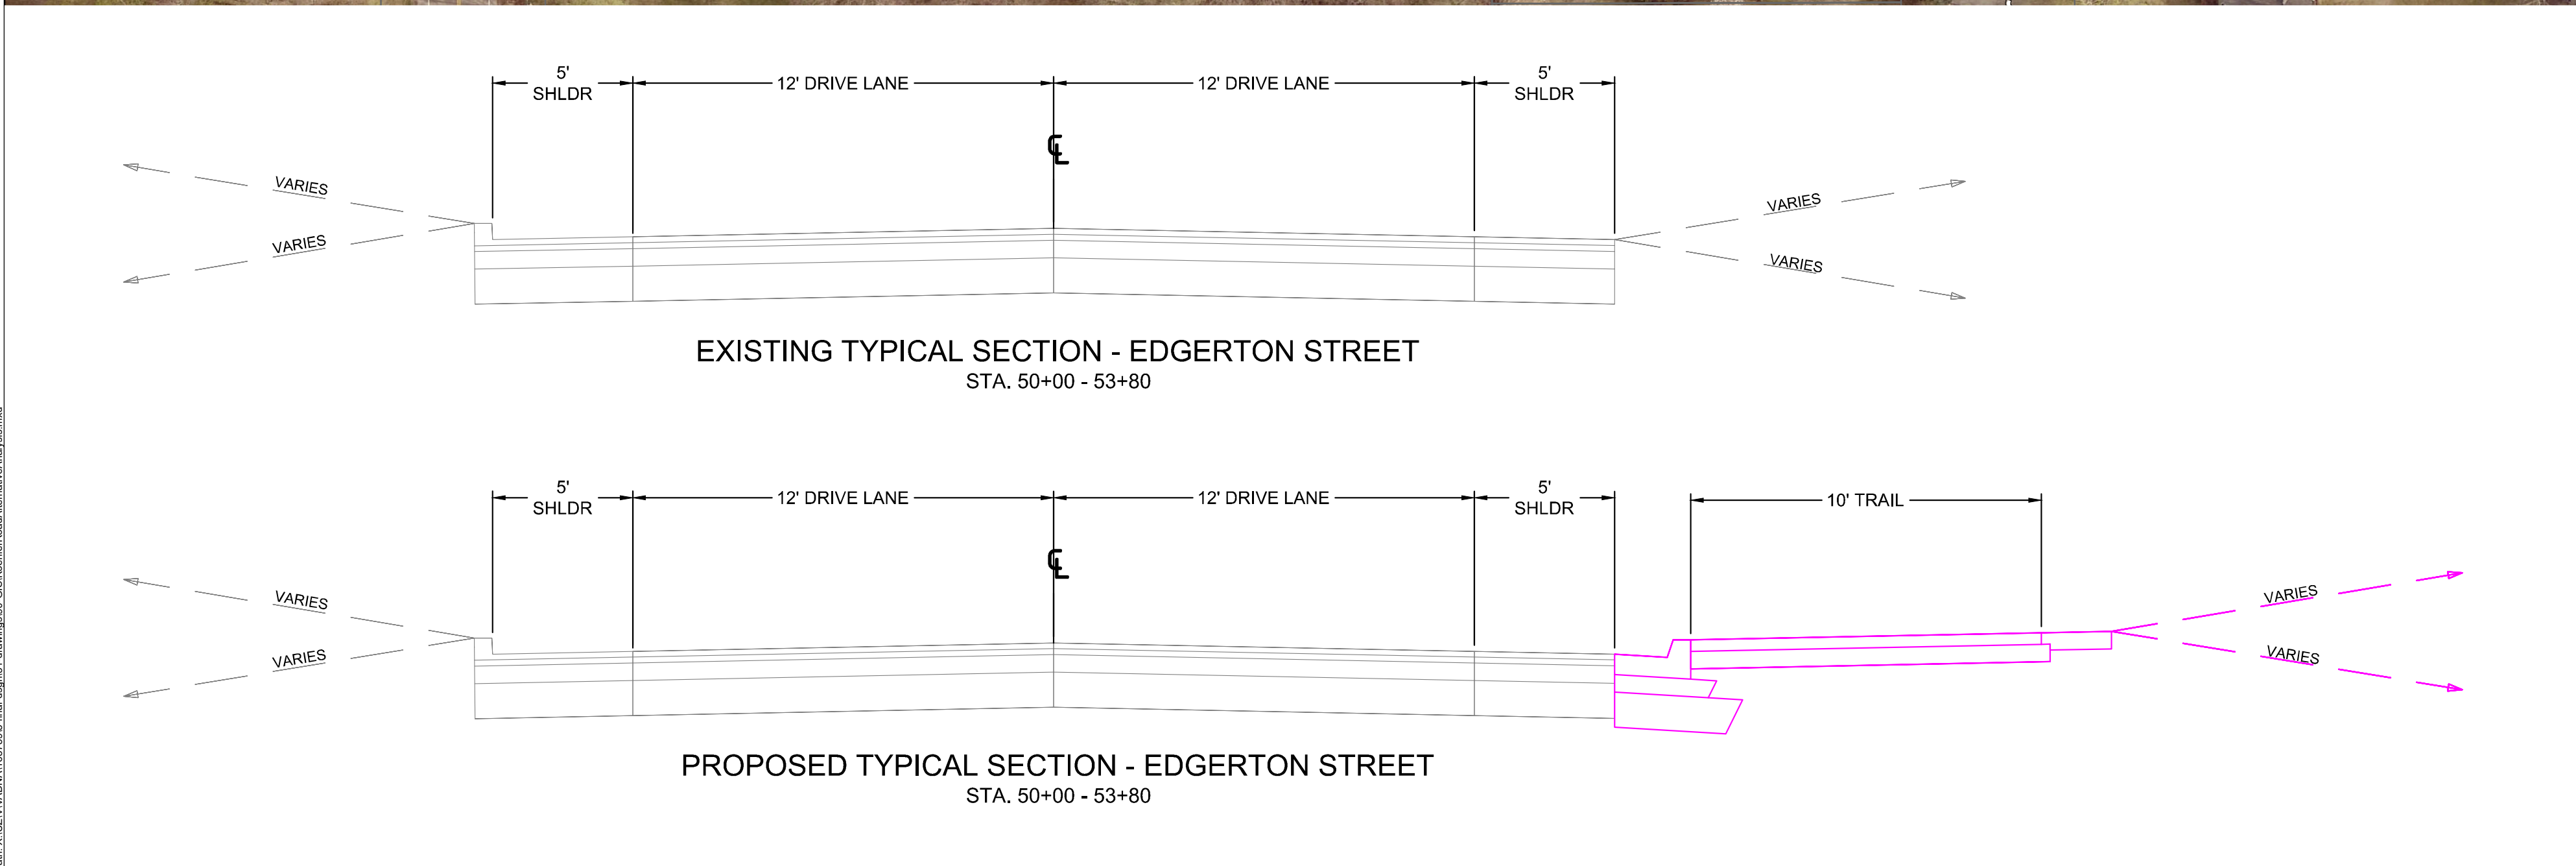 5' SHLDR
12' DRIVE LANE
12' DRIVE LANE
5' SHLDR
CL
VARIES
VARIES
VARIES
VARIES
EXISTING TYPICAL SECTION - EDGERTON STREET
STA. 50+00 - 53+80
5' SHLDR
12' DRIVE LANE
12' DRIVE LANE
5' SHLDR
10' TRAIL
CL
VARIES
VARIES
VARIES
VARIES
PROPOSED TYPICAL SECTION - EDGERTON STREET
STA. 50+00 - 53+80